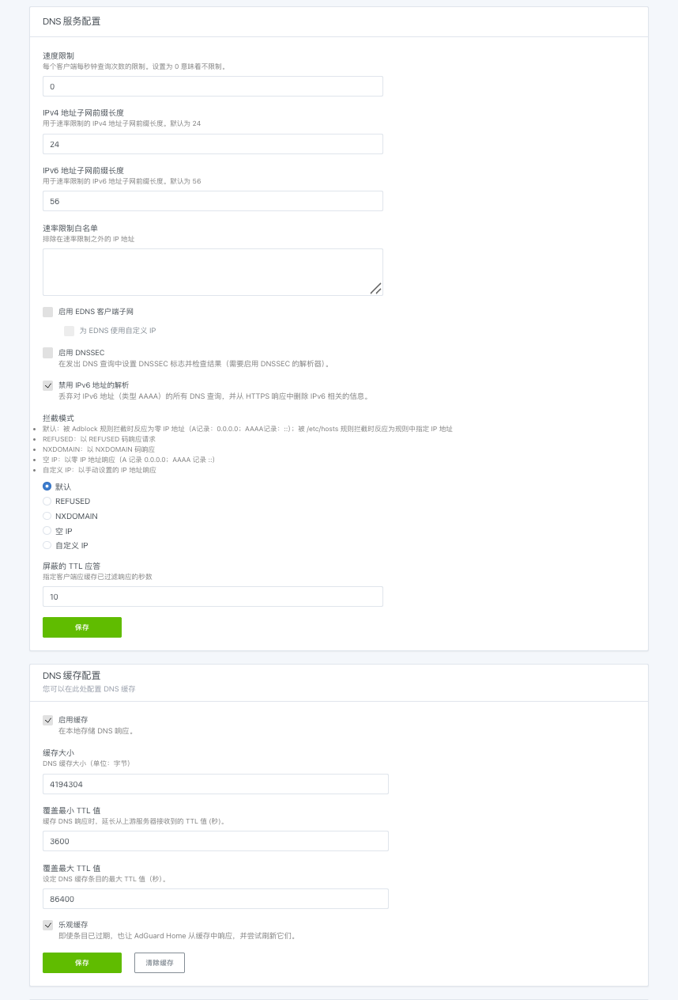 DNS 服务配置
速度限制
每个客户端每秒钟查询次数的限制。设置为 0 意味着不限制。
0
IPv4 地址子网前缀长度
用于速率限制的 IPv4 地址子网前缀长度。默认为 24
24
IPv6 地址子网前缀长度
用于速率限制的 IPv6 地址子网前缀长度。默认为 56
56
速率限制白名单
排除在速率限制之外的 IP 地址
启用 EDNS 客户端子网
为 EDNS 使用自定义 IP
启用 DNSSEC
在发出 DNS 查询中设置 DNSSEC 标志并检查结果（需要启用 DNSSEC 的解析器）。
禁用 IPv6 地址的解析
丢弃对 IPv6 地址（类型 AAAA）的所有 DNS 查询，并从 HTTPS 响应中删除 IPv6 相关的信息。
拦截模式
• 默认：被 Adblock 规则拦截时反应为零 IP 地址（A记录：0.0.0.0；AAAA记录：::）；被 /etc/hosts 规则拦截时反应为规则中指定 IP 地址
• REFUSED：以 REFUSED 码响应请求
• NXDOMAIN：以 NXDOMAIN 码响应
• 空 IP：以零 IP 地址响应（A 记录 0.0.0.0；AAAA 记录 ::）
• 自定义 IP：以手动设置的 IP 地址响应
默认
REFUSED
NXDOMAIN
空 IP
自定义 IP
屏蔽的 TTL 应答
指定客户端应缓存已过滤响应的秒数
10
保存
DNS 缓存配置
您可以在此处配置 DNS 缓存
启用缓存
在本地存储 DNS 响应。
缓存大小
DNS 缓存大小（单位：字节）
4194304
覆盖最小 TTL 值
缓存 DNS 响应时，延长从上游服务器接收到的 TTL 值 (秒)。
3600
覆盖最大 TTL 值
设定 DNS 缓存条目的最大 TTL 值（秒）。
86400
乐观缓存
即使条目已过期，也让 AdGuard Home 从缓存中响应，并尝试刷新它们。
保存 清除缓存